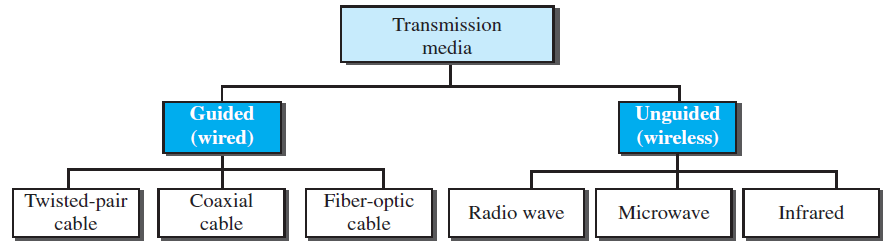 Transmission
media
Guided
(wired)
Unguided
(wireless)
Twisted-pair
cable
Coaxial
cable
Fiber-optic
cable
Radio wave
Microwave
Infrared